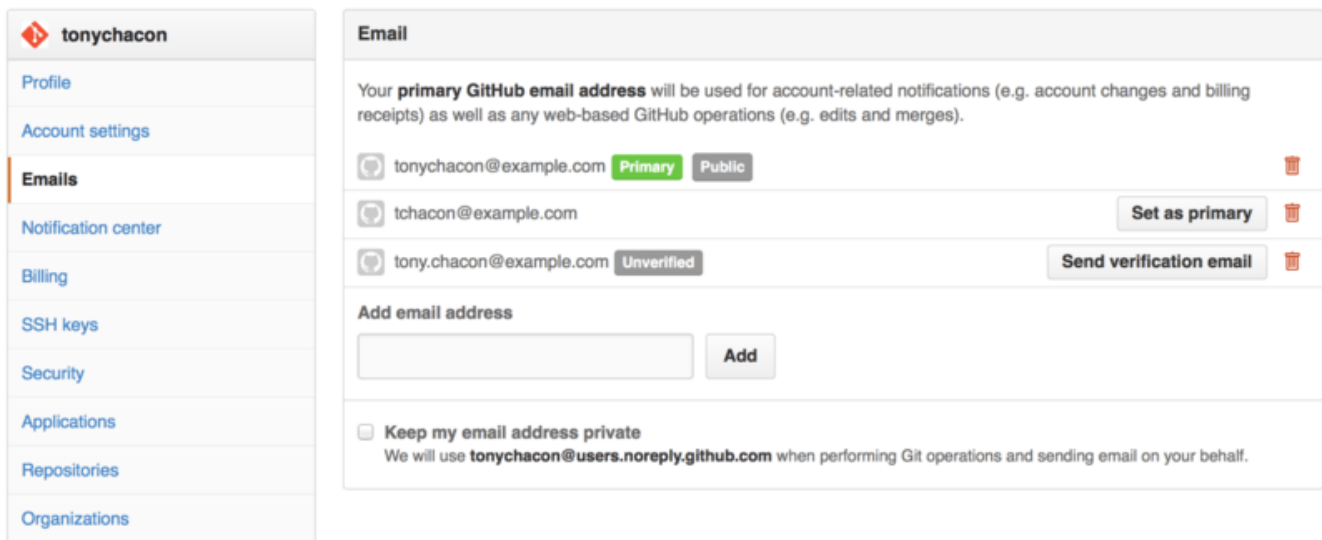 tonychacon
Profile
Account settings
Emails
Notification center
Billing
SSH keys
Security
Applications
Repositories
Organizations
Email
Your primary GitHub email address will be used for account-related notifications (e.g. account changes and billing
receipts) as well as any web-based GitHub operations (e.g. edits and merges).
tonychacon@example.com Primary Public
tchacon@example.com Set as primary
tony.chacon@example.com Unverified Send verification email
Add email address
Add
Keep my email address private
We will use tonychacon@users.noreply.github.com when performing Git operations and sending email on your behalf.